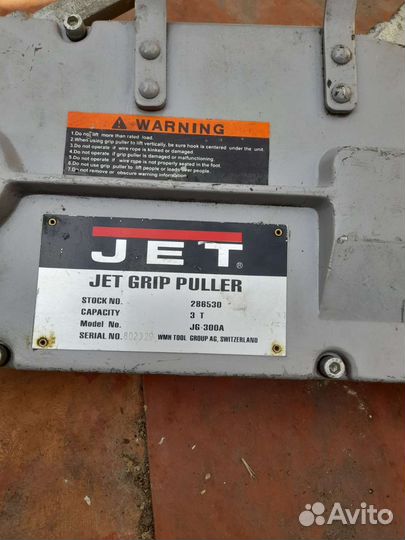 WARNING
1.Do not lift more than rated load.
2.When using grip puller to lift vertically, be sure hook is centered under the unit.
3.Do not operate if wire rope is kinked or damaged.
4.Do not operate if grip puller is damaged or malfunctioning.
5.Do not operate if wire rope is not properly seated in the foot.
6.Do not use grip puller to lift people or loads over people.
7.Do not remove or obscure warning information
JET®
JET GRIP PULLER
STOCK NO. 286530
CAPACITY 3 T
Model No. JG-300A
SERIAL NO. WMH TOOL GROUP AG, SWITZERLAND
Avito